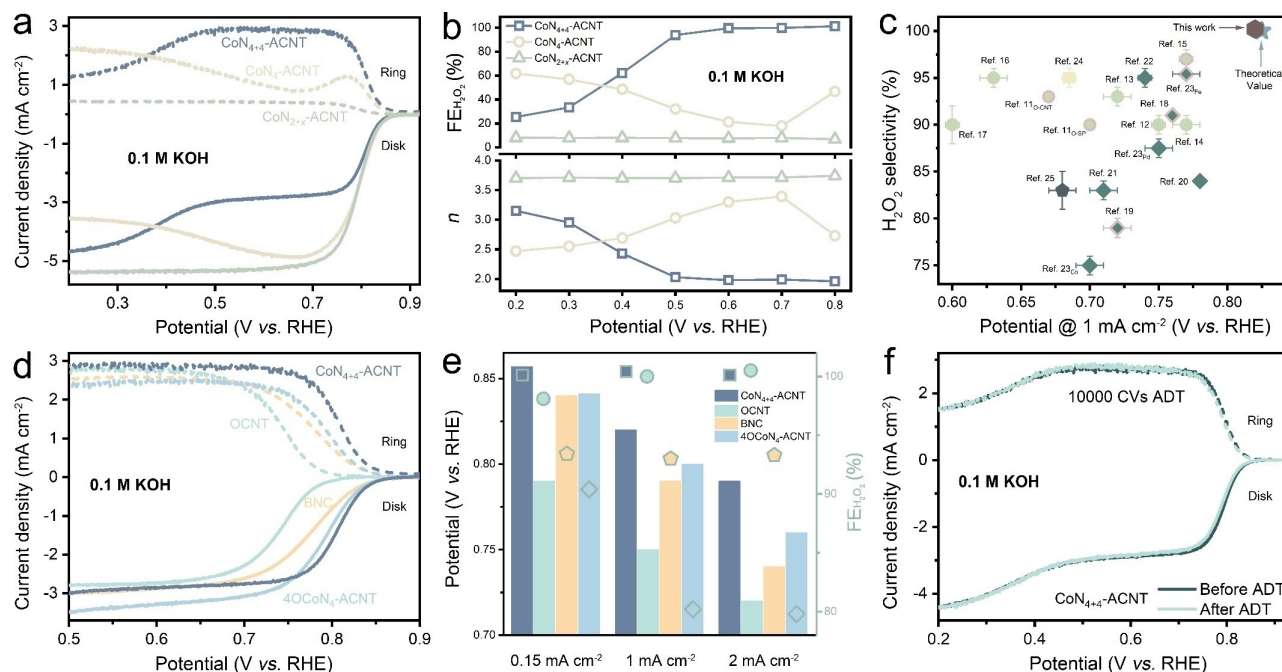 a
CoN4+4-ACNT
CoN4-ACNT
CoN2+x-ACNT
Ring
Disk
0.1 M KOH
Current density (mA cm-2)
3
0
-3
-5
0.3 0.5 0.7 0.9
Potential (V vs. RHE)
b
CoN4+4-ACNT
CoN4-ACNT
CoN2+x-ACNT
0.1 M KOH
FEH2O2 (%)
100
80
60
40
20
0
n
4.0
3.5
3.0
2.5
2.0
0.2 0.3 0.4 0.5 0.6 0.7 0.8
Potential (V vs. RHE)
c
This work
Theoretical
Value
Ref. 15
Ref. 16
Ref. 24
Ref. 22
Ref. 13
Ref. 23Fe
Ref. 11O-CNT
Ref. 18
Ref. 17
Ref. 11O-SP
Ref. 12
Ref. 14
Ref. 23Pd
Ref. 25
Ref. 21
Ref. 20
Ref. 19
Ref. 23Co
H2O2 selectivity (%)
100
95
90
85
80
75
0.60 0.65 0.70 0.75 0.80
Potential @ 1 mA cm-2 (V vs. RHE)
d
CoN4+4-ACNT
OCNT
Ring
Disk
0.1 M KOH
BNC
4OCoN4-ACNT
Current density (mA cm-2)
3
2
1
0
-1
-2
-3
0.5 0.6 0.7 0.8 0.9
Potential (V vs. RHE)
e
CoN4+4-ACNT
OCNT
BNC
4OCoN4-ACNT
Potential (V vs. RHE)
0.85
0.80
0.75
0.70
FEH2O2 (%)
100
90
80
0.15 mA cm-2 1 mA cm-2 2 mA cm-2
f
10000 CVs ADT
Ring
0.1 M KOH
Disk
CoN4+4-ACNT
Before ADT
After ADT
Current density (mA cm-2)
2
0
-2
-4
0.2 0.4 0.6 0.8
Potential (V vs. RHE)